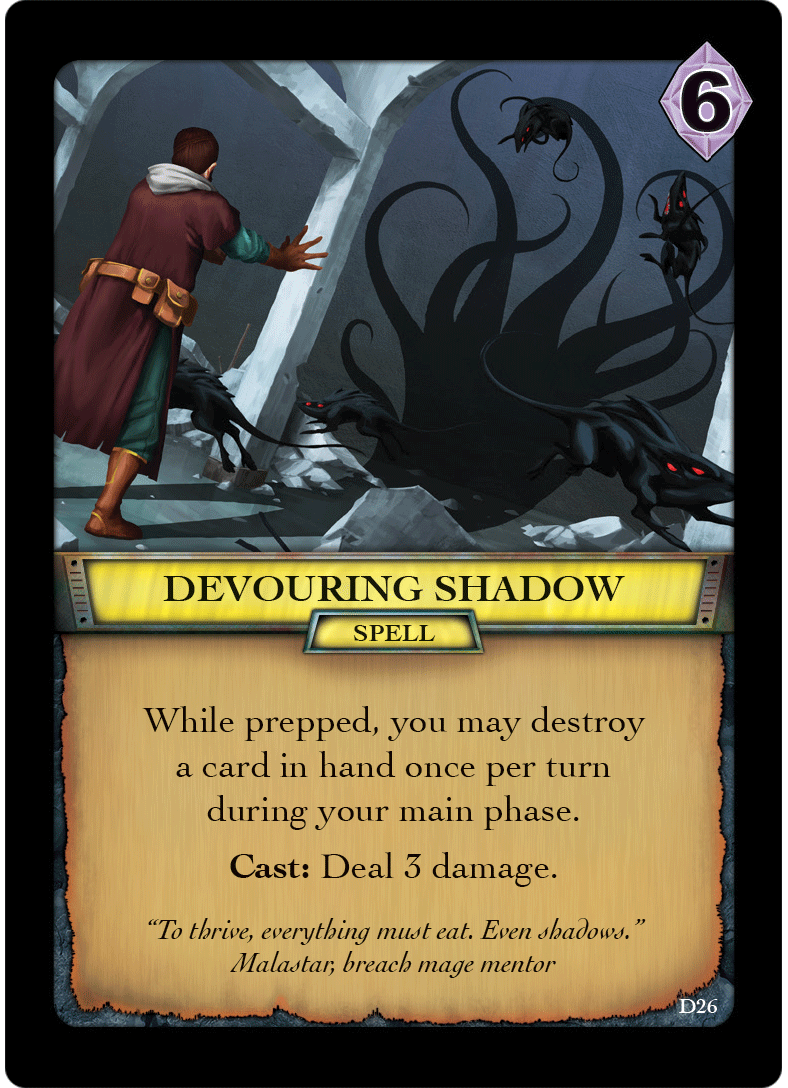 6
DEVOURING SHADOW
SPELL
While prepped, you may destroy
a card in hand once per turn
during your main phase.
Cast: Deal 3 damage.
“To thrive, everything must eat. Even shadows.”
Malastar, breach mage mentor
D26